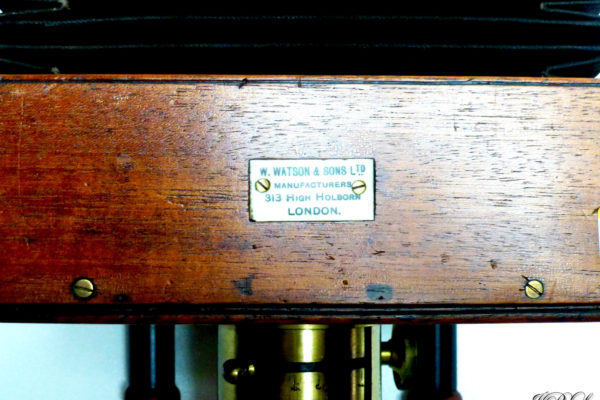 W. WATSON & SONS LTD
MANUFACTURERS
313 HIGH HOLBORN
LONDON.